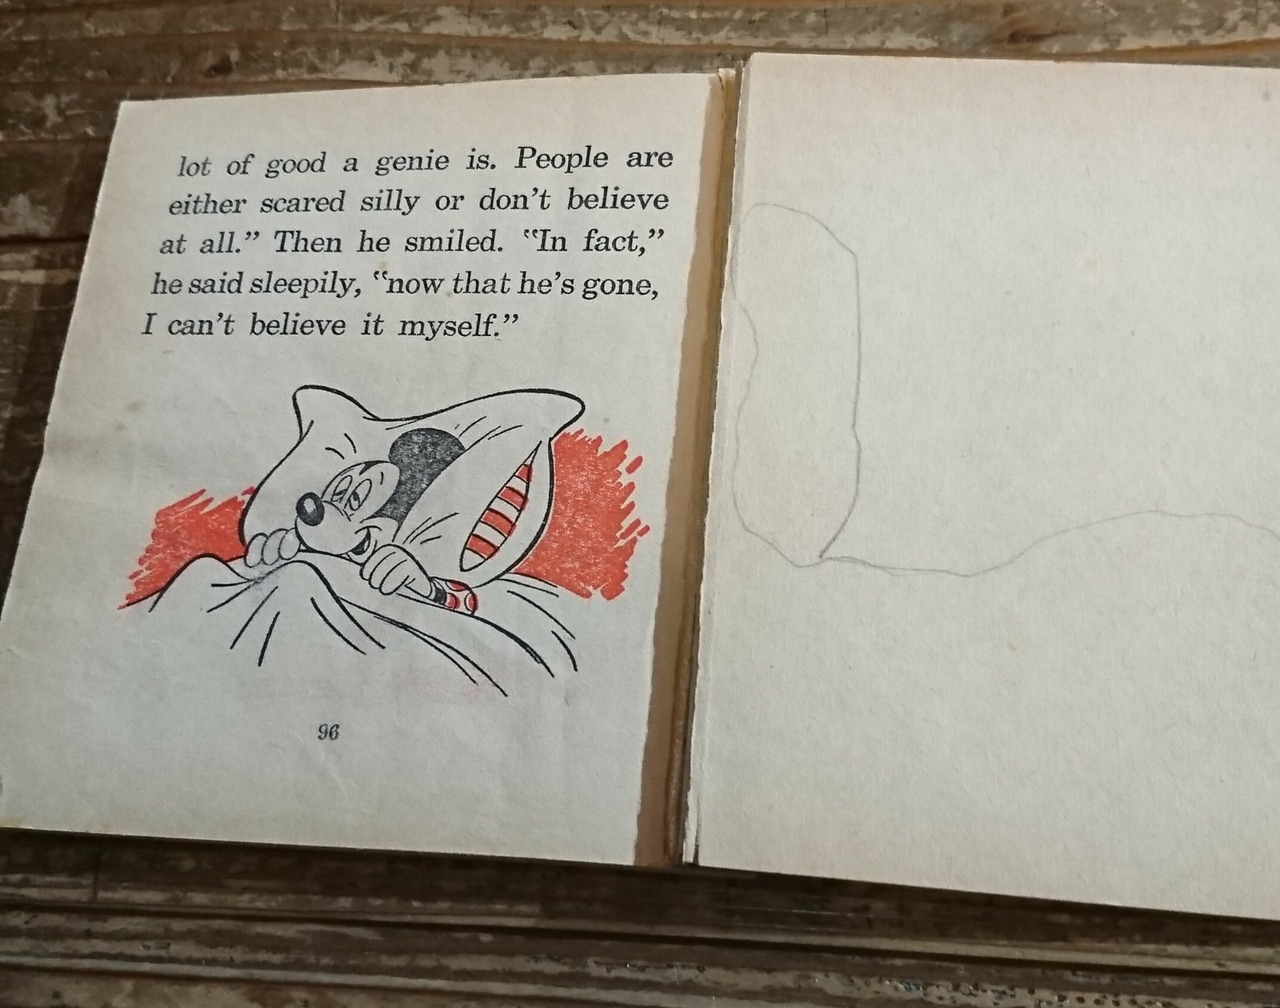 lot of good a genie is. People are
either scared silly or don't believe
at all.” Then he smiled. “In fact,”
he said sleepily, “now that he's gone,
I can't believe it myself.”
96